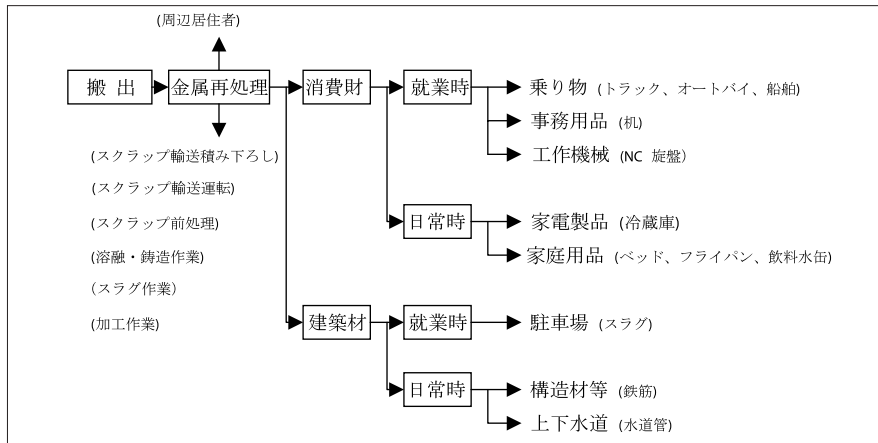 (周辺居住者)
搬 出
金属再処理
消費財
就業時
乗り物 (トラック、オートバイ、船舶)
事務用品 (机)
工作機械 (NC 旋盤)
(スクラップ輸送積み下ろし)
(スクラップ輸送運転)
(スクラップ前処理)
(溶融・鋳造作業)
(スラグ作業)
(加工作業)
日常時
家電製品 (冷蔵庫)
家庭用品 (ベッド、フライパン、飲料水缶)
建築材
就業時
駐車場 (スラグ)
日常時
構造材等 (鉄筋)
上下水道 (水道管)